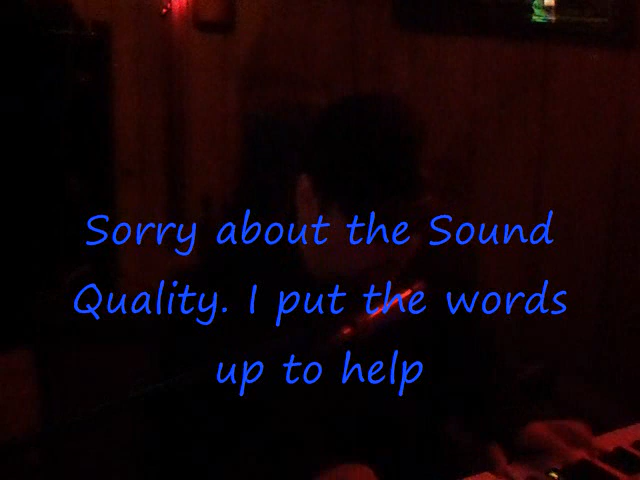 Sorry about the Sound
Quality. I put the words
up to help